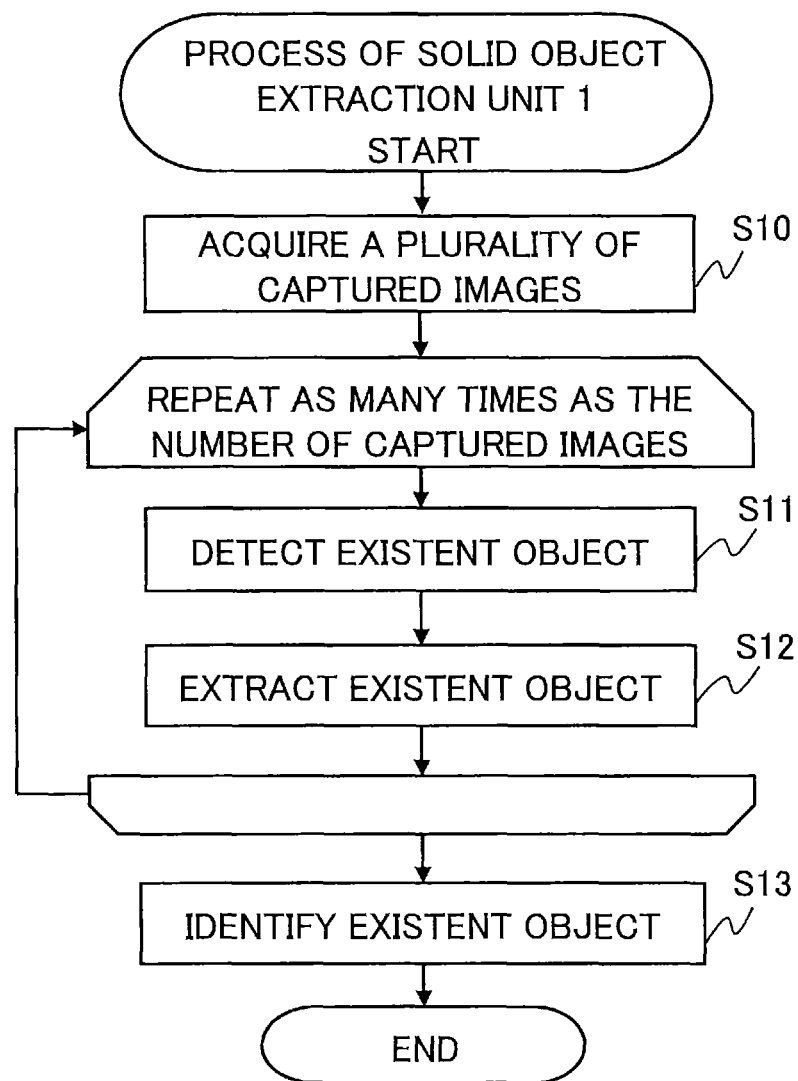 PROCESS OF SOLID OBJECT
EXTRACTION UNIT 1
START
S10
ACQUIRE A PLURALITY OF
CAPTURED IMAGES
REPEAT AS MANY TIMES AS THE
NUMBER OF CAPTURED IMAGES
S11
DETECT EXISTENT OBJECT
S12
EXTRACT EXISTENT OBJECT
S13
IDENTIFY EXISTENT OBJECT
END